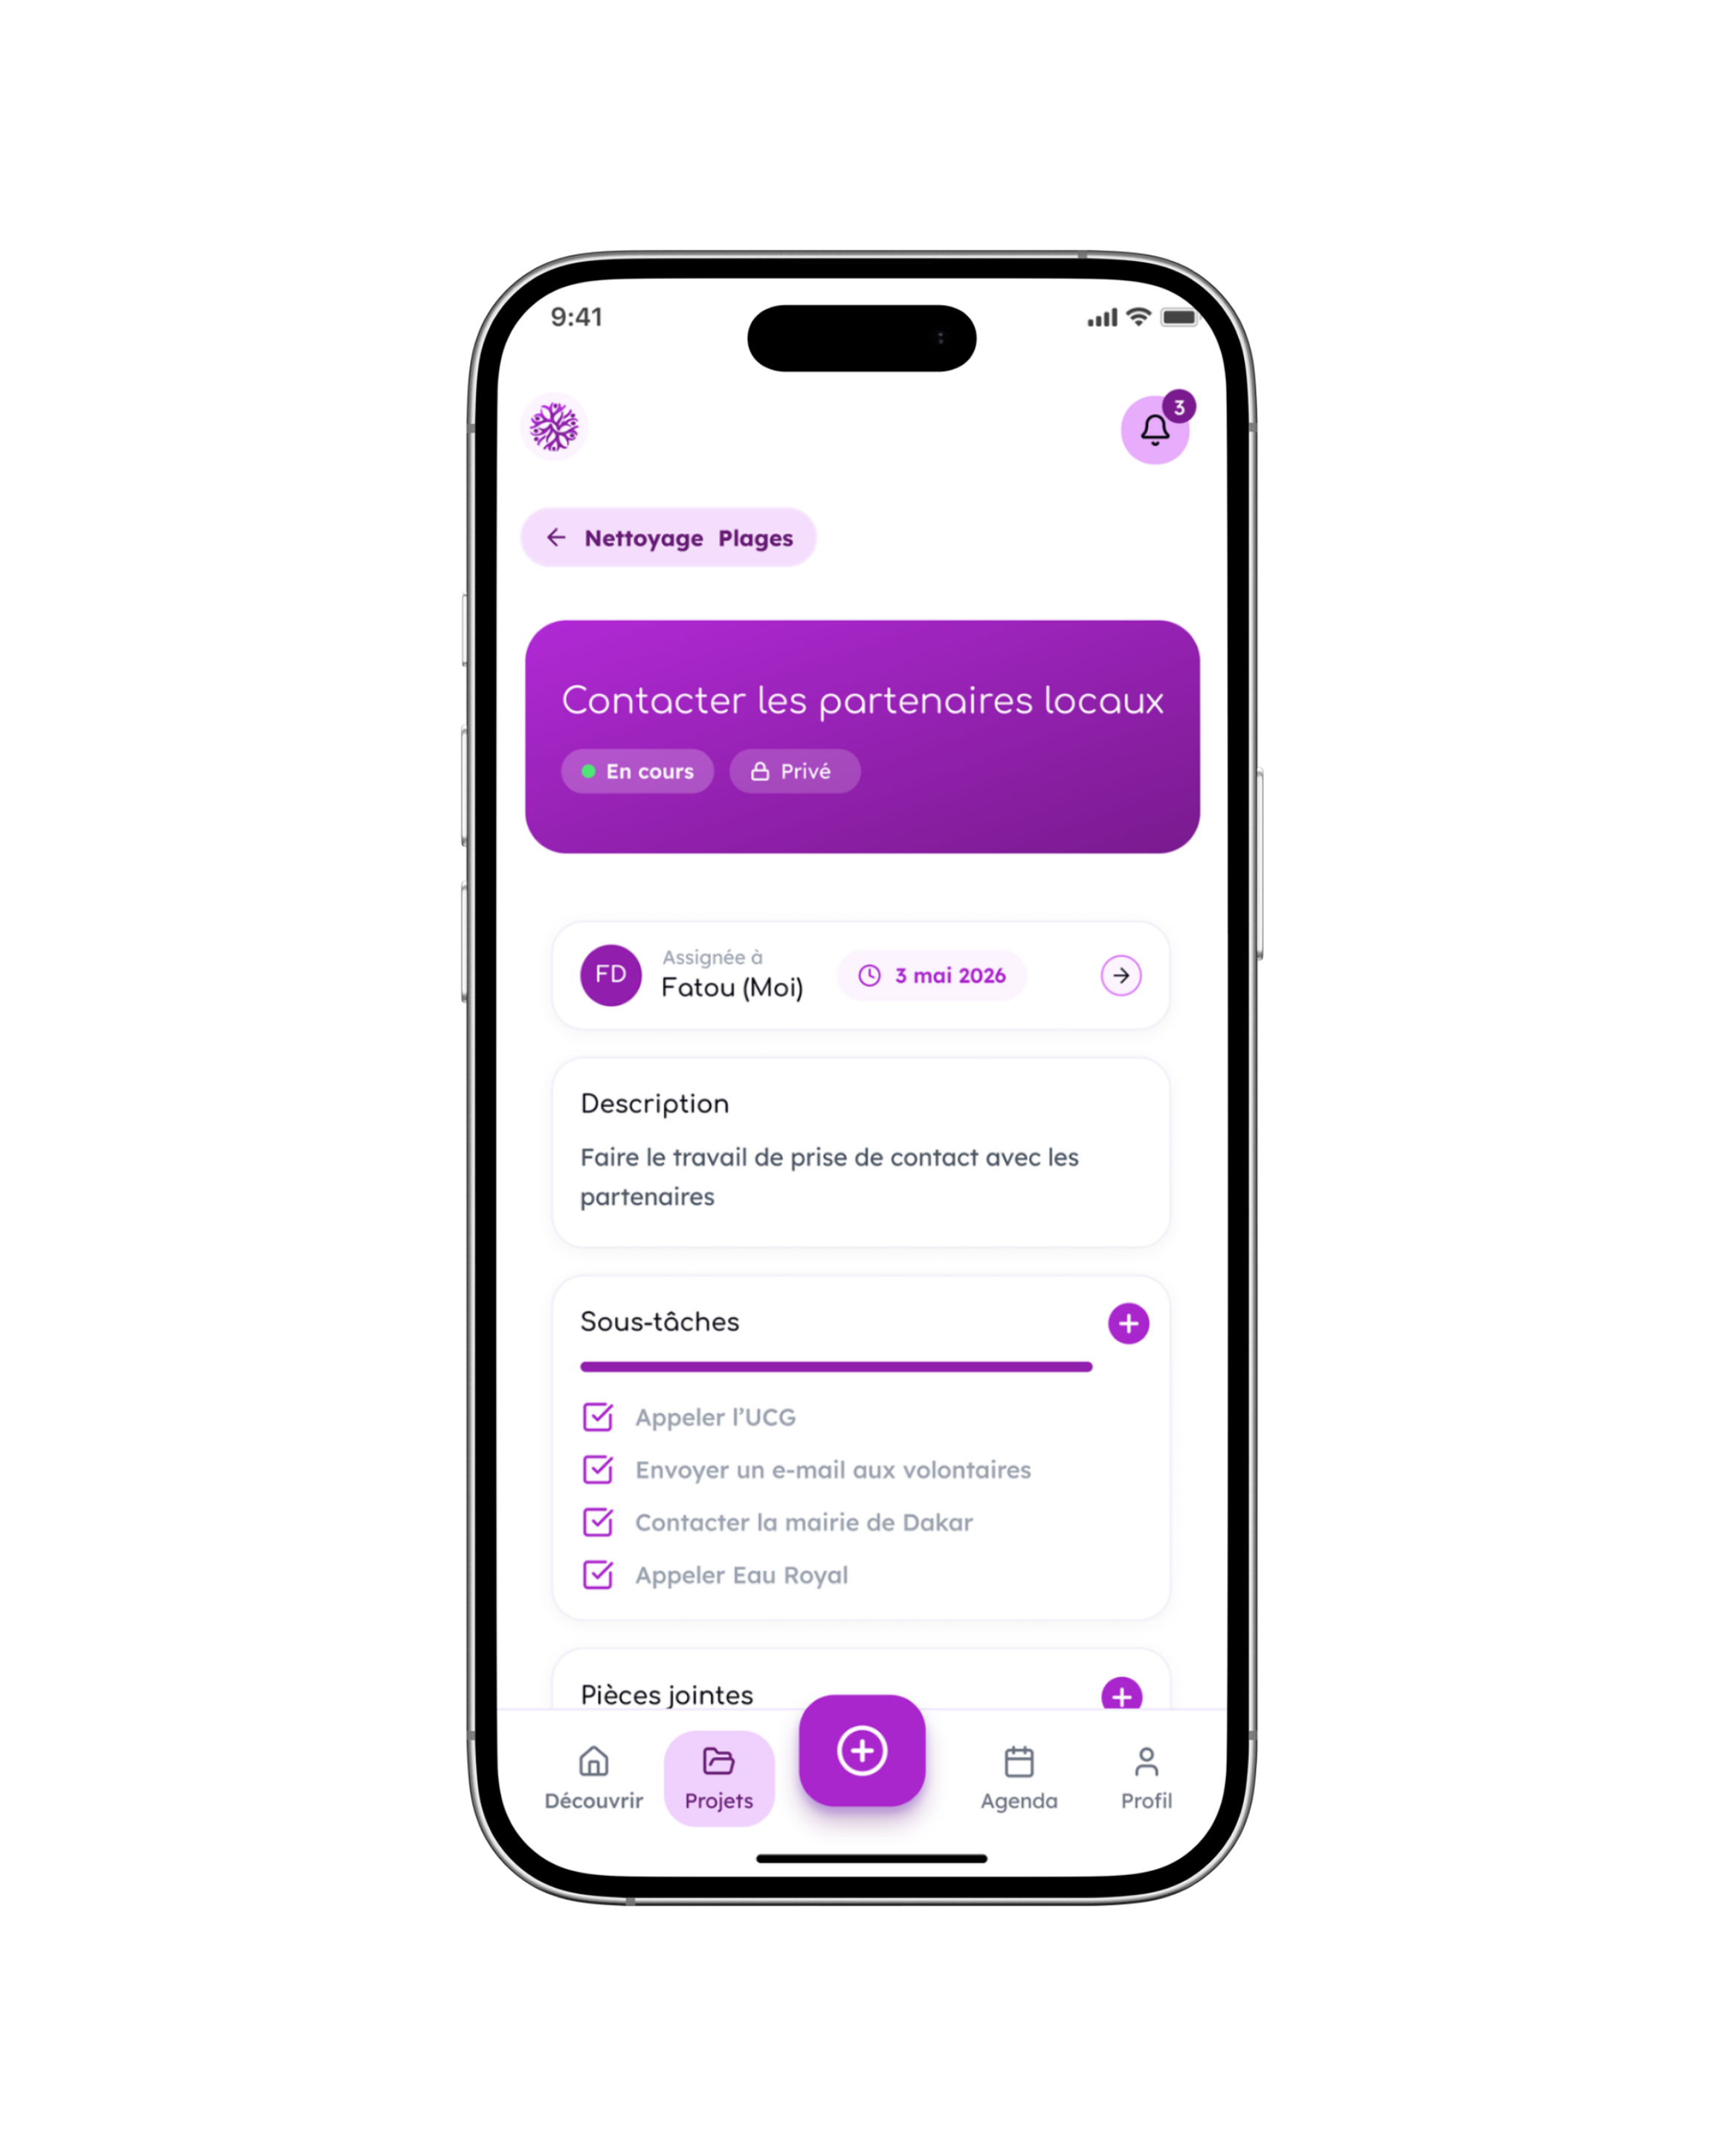 9:41
3
Nettoyage Plages
Contacter les partenaires locaux
En cours
Privé
FD
Assignée à
Fatou (Moi)
3 mai 2026
Description
Faire le travail de prise de contact avec les
partenaires
Sous-tâches
Appeler l’UCG
Envoyer un e-mail aux volontaires
Contacter la mairie de Dakar
Appeler Eau Royal
Pièces jointes
Découvrir
Projets
Agenda
Profil